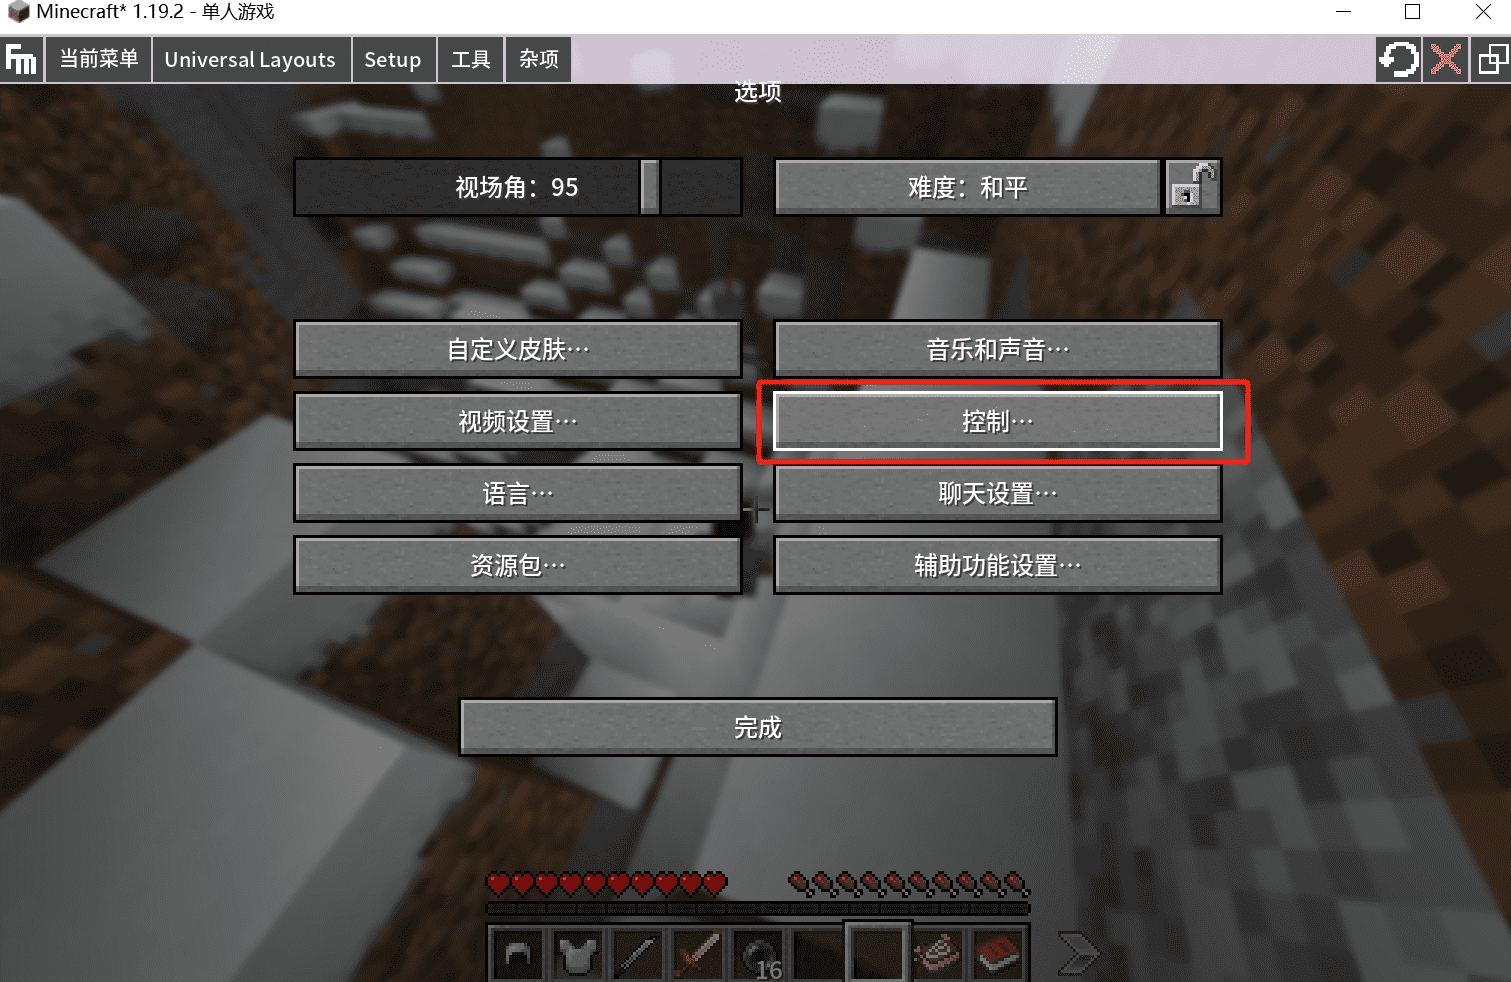 Minecraft* 1.19.2 - 单人游戏
Fm 当前菜单 Universal Layouts Setup 工具 杂项
选项
视场角：95 难度：和平
自定义皮肤… 音乐和声音…
视频设置… 控制…
语言… 聊天设置…
资源包… 辅助功能设置…
完成
16